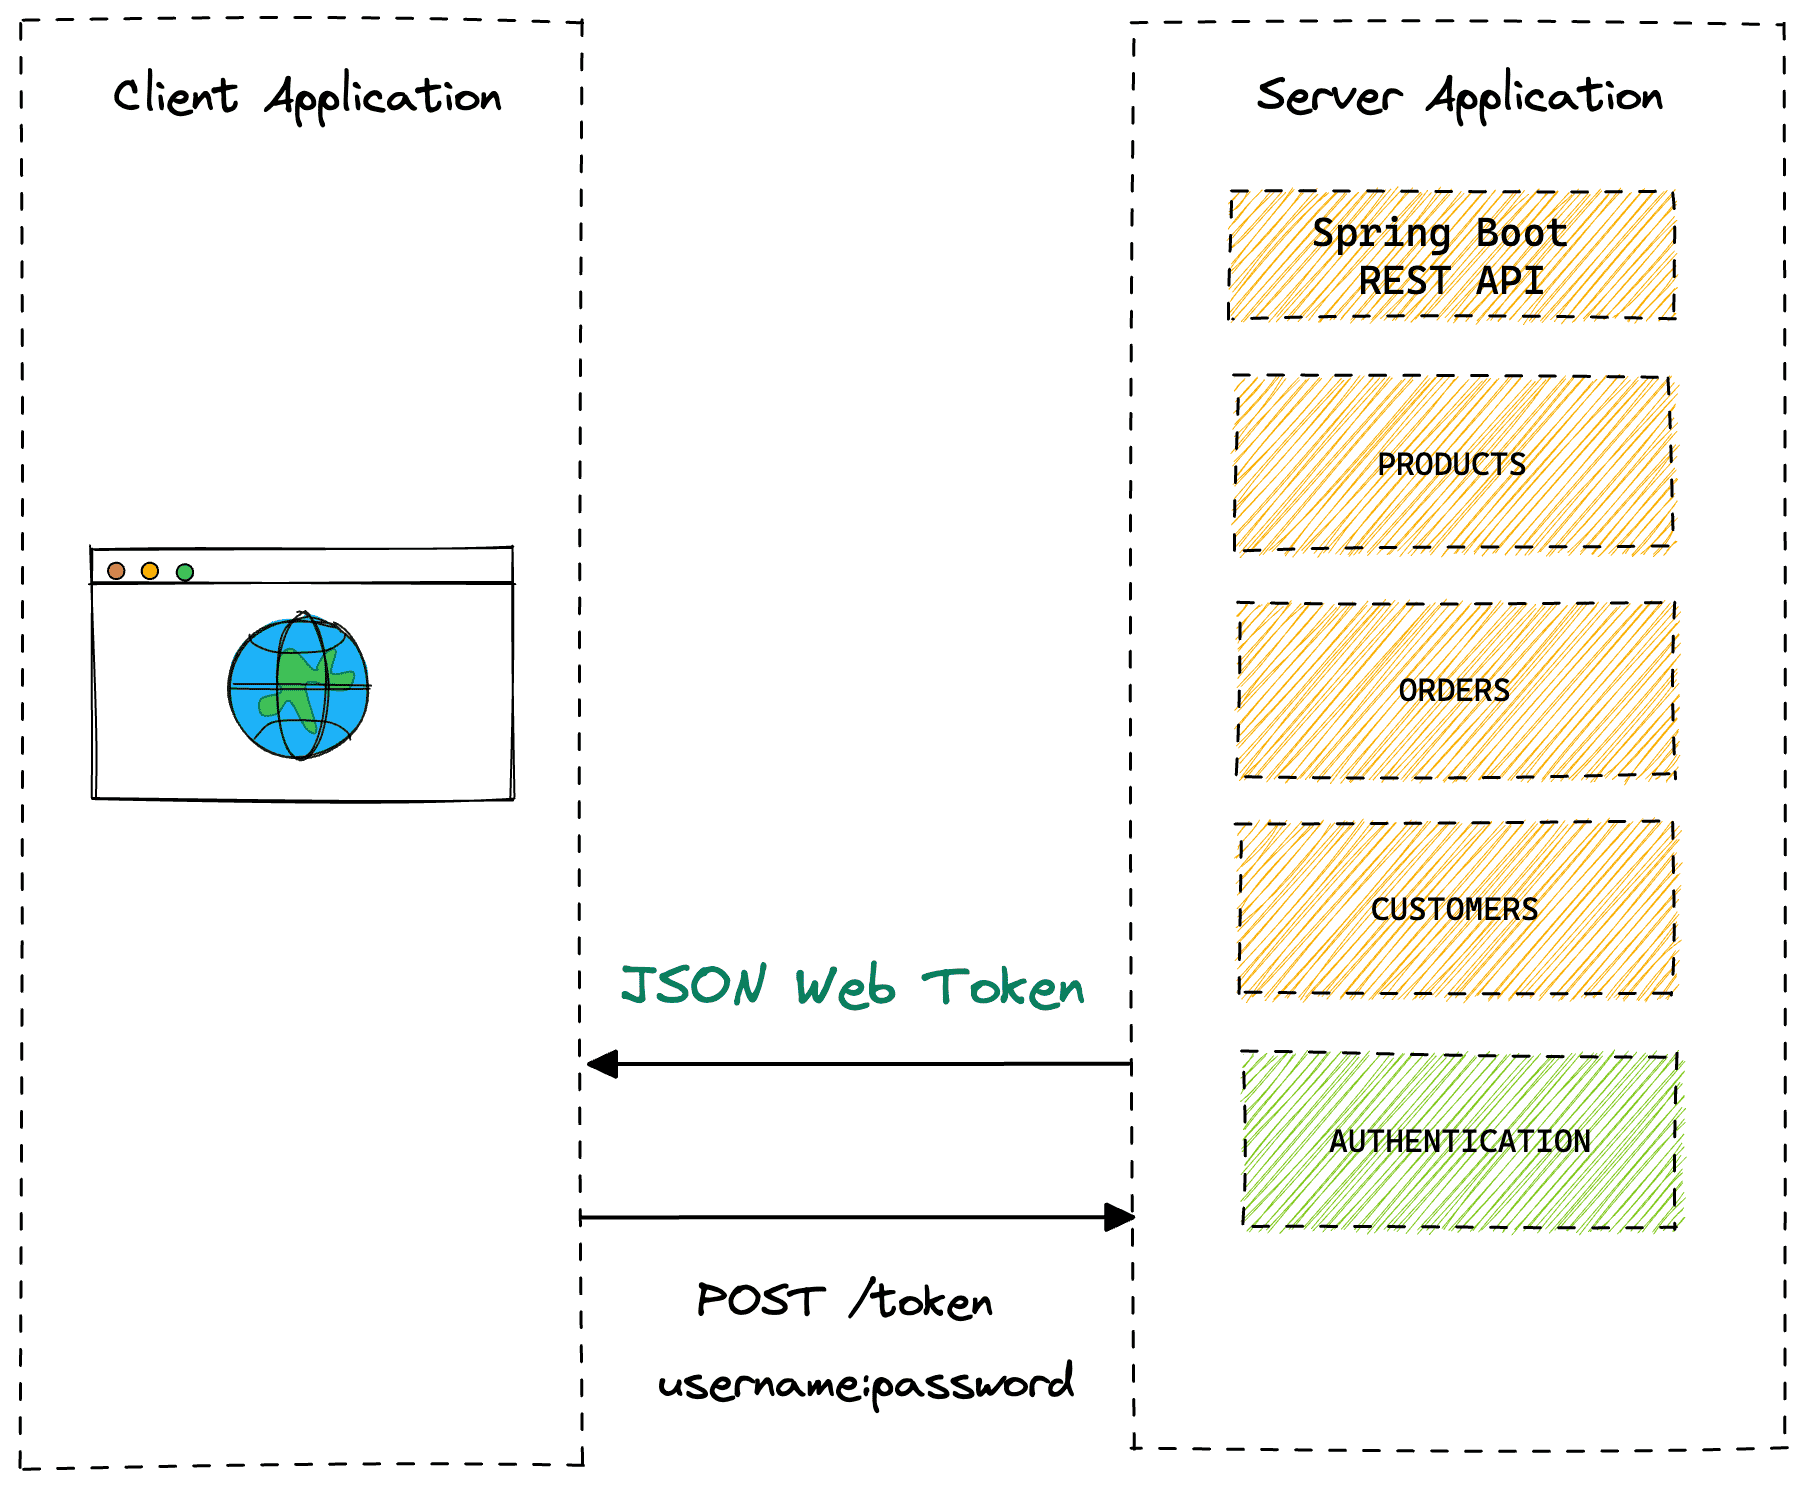 Client Application
Server Application
Spring Boot
REST API
PRODUCTS
ORDERS
CUSTOMERS
JSON Web Token
AUTHENTICATION
POST /token
username:password